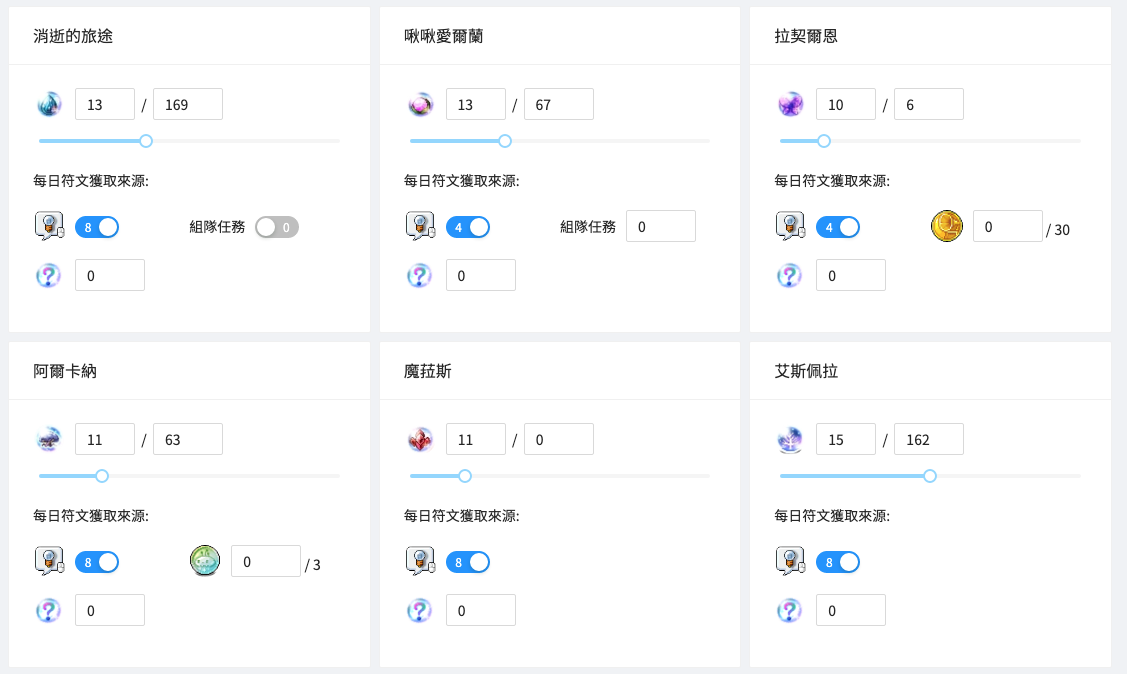 消逝的旅途
13 / 169
每日符文獲取來源:
8 組隊任務 0
0
啾啾愛爾蘭
13 / 67
每日符文獲取來源:
4 組隊任務 0
0
拉契爾恩
10 / 6
每日符文獲取來源:
4 0 / 30
0
阿爾卡納
11 / 63
每日符文獲取來源:
8 0 / 3
0
魔菈斯
11 / 0
每日符文獲取來源:
8
0
艾斯佩拉
15 / 162
每日符文獲取來源:
8
0